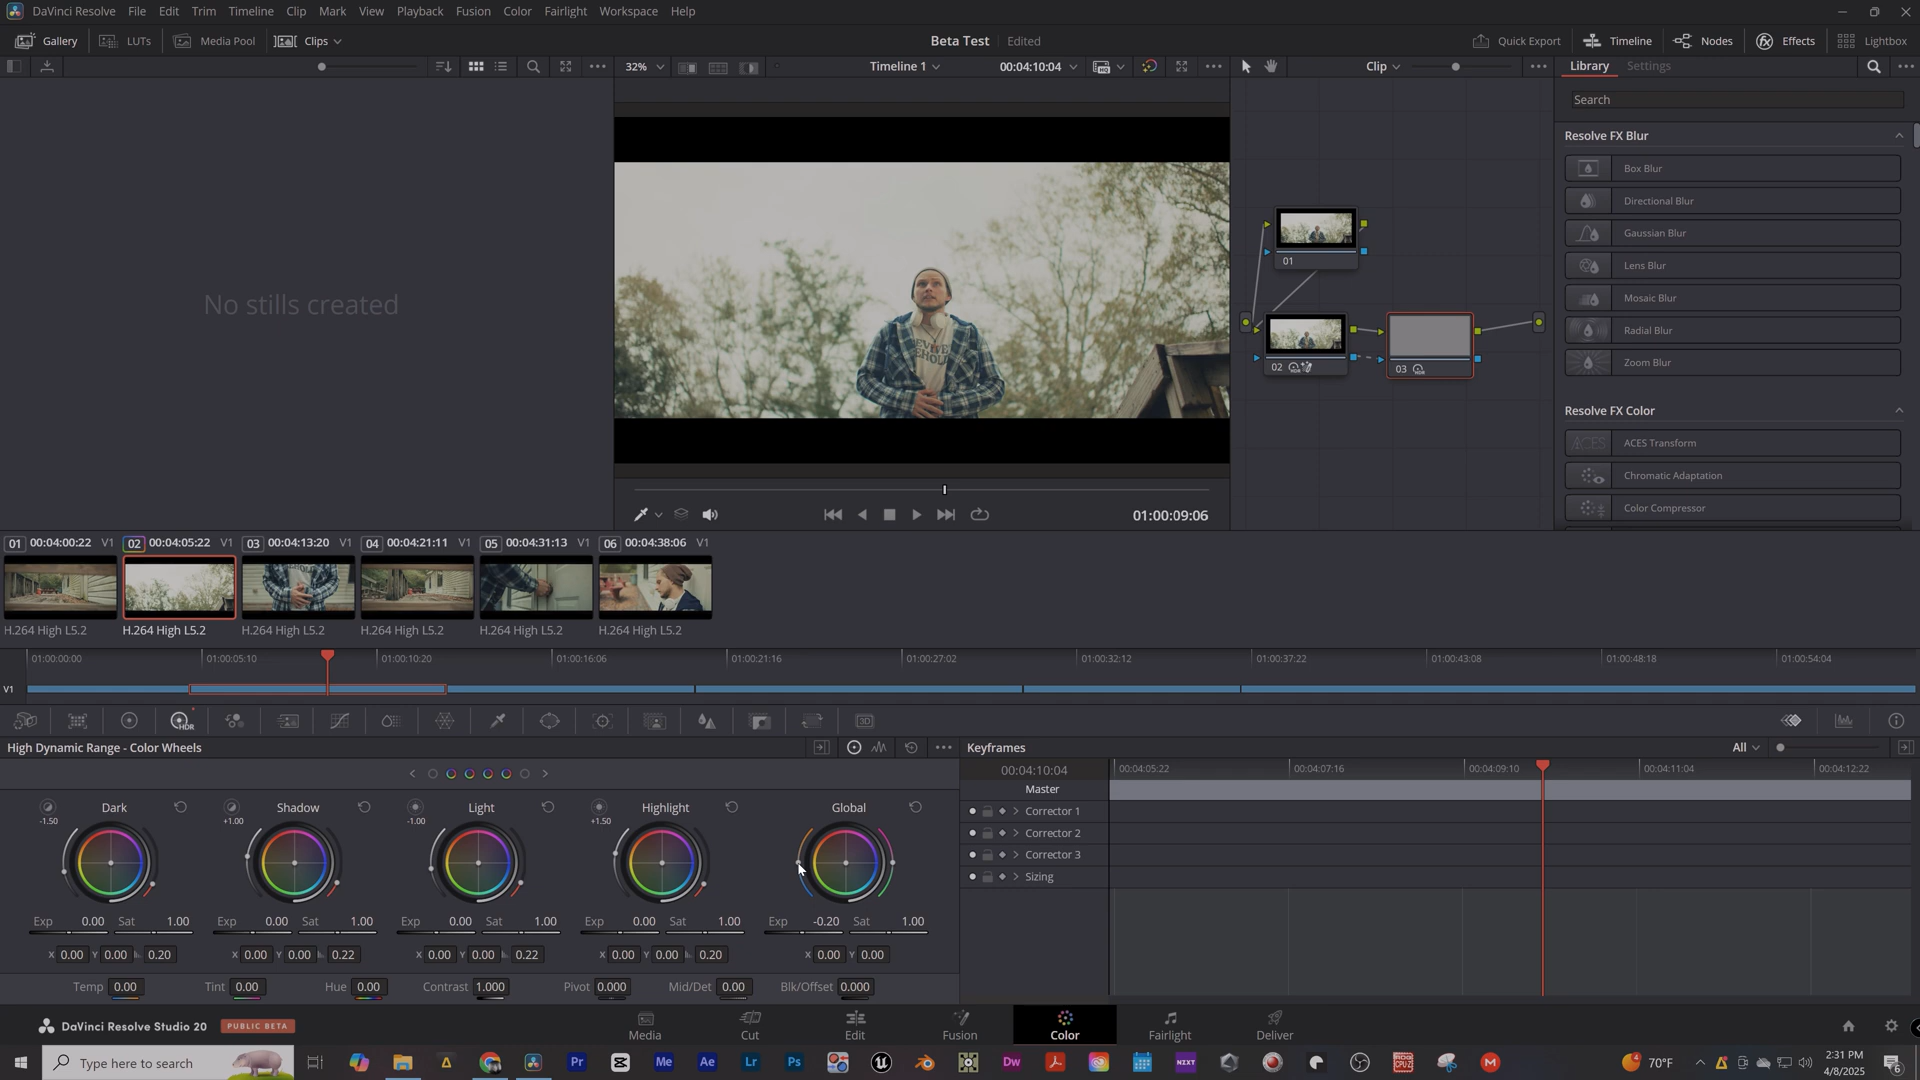 DaVinci Resolve File Edit Trim Timeline Clip Mark View Playback Fusion Color Fairlight Workspace Help
Gallery LUTs Media Pool Clips Beta Test Edited Quick Export Timeline Nodes Effects Lightbox
32% Timeline 1 00:04:10:04 Clip Library Settings
Search
Resolve FX Blur
Box Blur
Directional Blur
Gaussian Blur
Lens Blur
Mosaic Blur
Radial Blur
Zoom Blur
Resolve FX Color
ACES Transform
Chromatic Adaptation
Color Compressor
No stills created
01
02 HDR
03 HDR
01:00:09:06
01 00:04:00:22 V1 02 00:04:05:22 V1 03 00:04:13:20 V1 04 00:04:21:11 V1 05 00:04:31:13 V1 06 00:04:38:06 V1
H.264 High L5.2 H.264 High L5.2 H.264 High L5.2 H.264 High L5.2 H.264 High L5.2 H.264 High L5.2
01:00:00:00 01:00:05:10 01:00:10:20 01:00:16:06 01:00:21:16 01:00:27:02 01:00:32:12 01:00:37:22 01:00:43:08 01:00:48:18 01:00:54:04
V1
HDR 3D
High Dynamic Range - Color Wheels Keyframes All
00:04:10:04 00:04:05:22 00:04:07:16 00:04:09:10 00:04:11:04 00:04:12:22
Master
Corrector 1
Corrector 2
Corrector 3
Sizing
Dark Shadow Light Highlight Global
-1.50 +1.00 -1.00 +1.50
Exp 0.00 Sat 1.00 Exp 0.00 Sat 1.00 Exp 0.00 Sat 1.00 Exp 0.00 Sat 1.00 Exp -0.20 Sat 1.00
X 0.00 Y 0.00 0.20 X 0.00 Y 0.00 0.22 X 0.00 Y 0.00 0.22 X 0.00 Y 0.00 0.20 X 0.00 Y 0.00
Temp 0.00 Tint 0.00 Hue 0.00 Contrast 1.000 Pivot 0.000 Mid/Det 0.00 Blk/Offset 0.000
DaVinci Resolve Studio 20 PUBLIC BETA Media Cut Edit Fusion Color Fairlight Deliver
Type here to search Pr Me Ae Lr Ps Dw NZXT CPUZ M 4 70°F 2:31 PM
4/8/2025 6